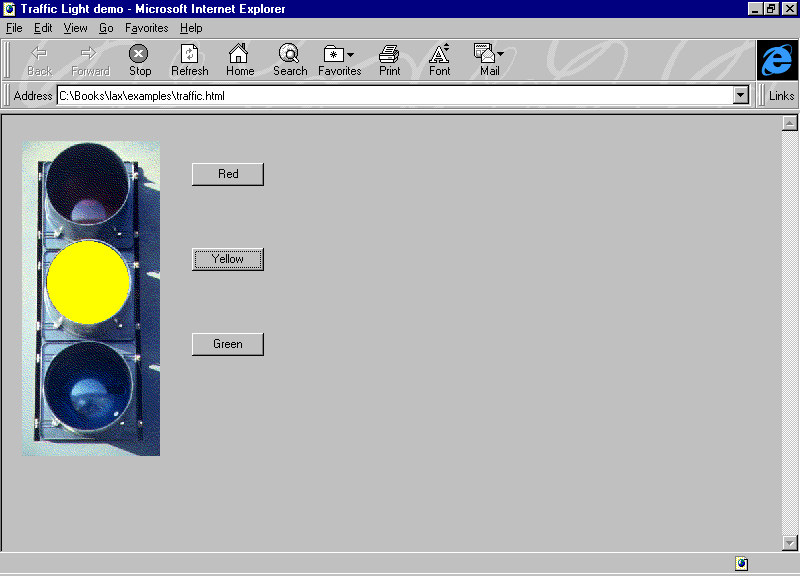 Traffic Light demo - Microsoft Internet Explorer
File Edit View Go Favorites Help
Back Forward Stop Refresh Home Search Favorites Print Font Mail
Address C:\Books\lax\examples\traffic.html Links
Red
Yellow
Green